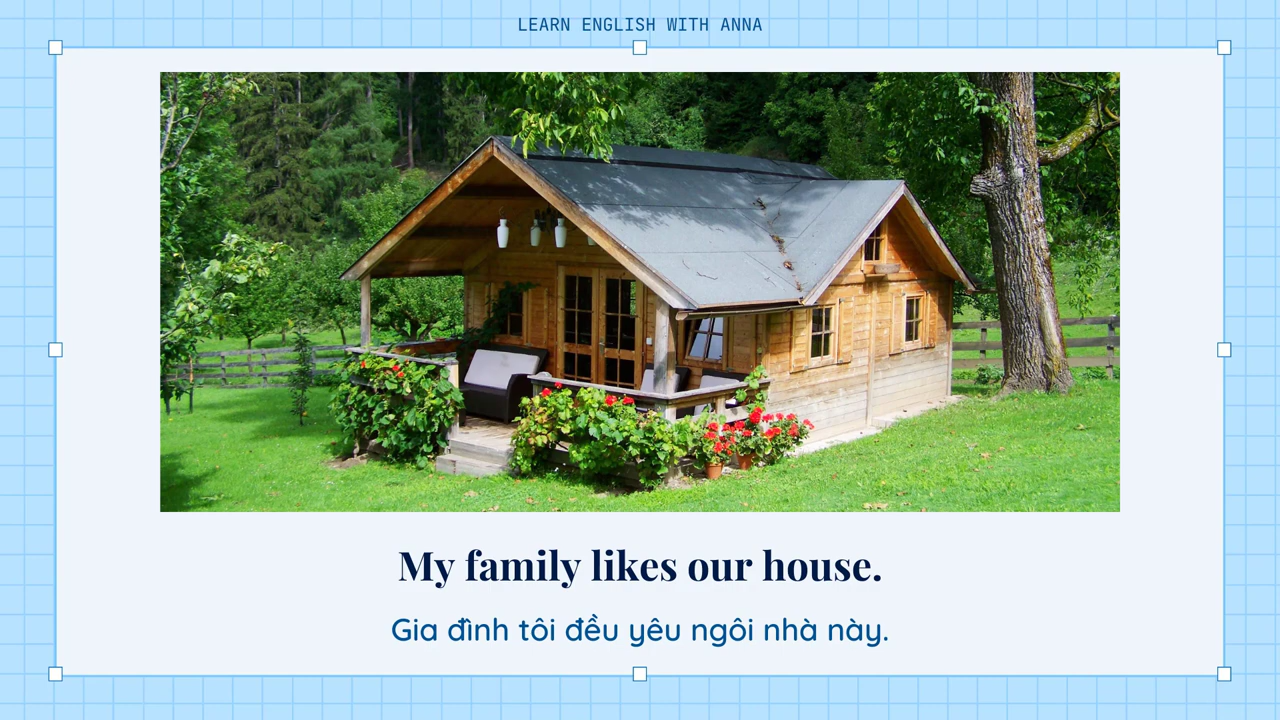 LEARN ENGLISH WITH ANNA
My family likes our house.
Gia đình tôi đều yêu ngôi nhà này.